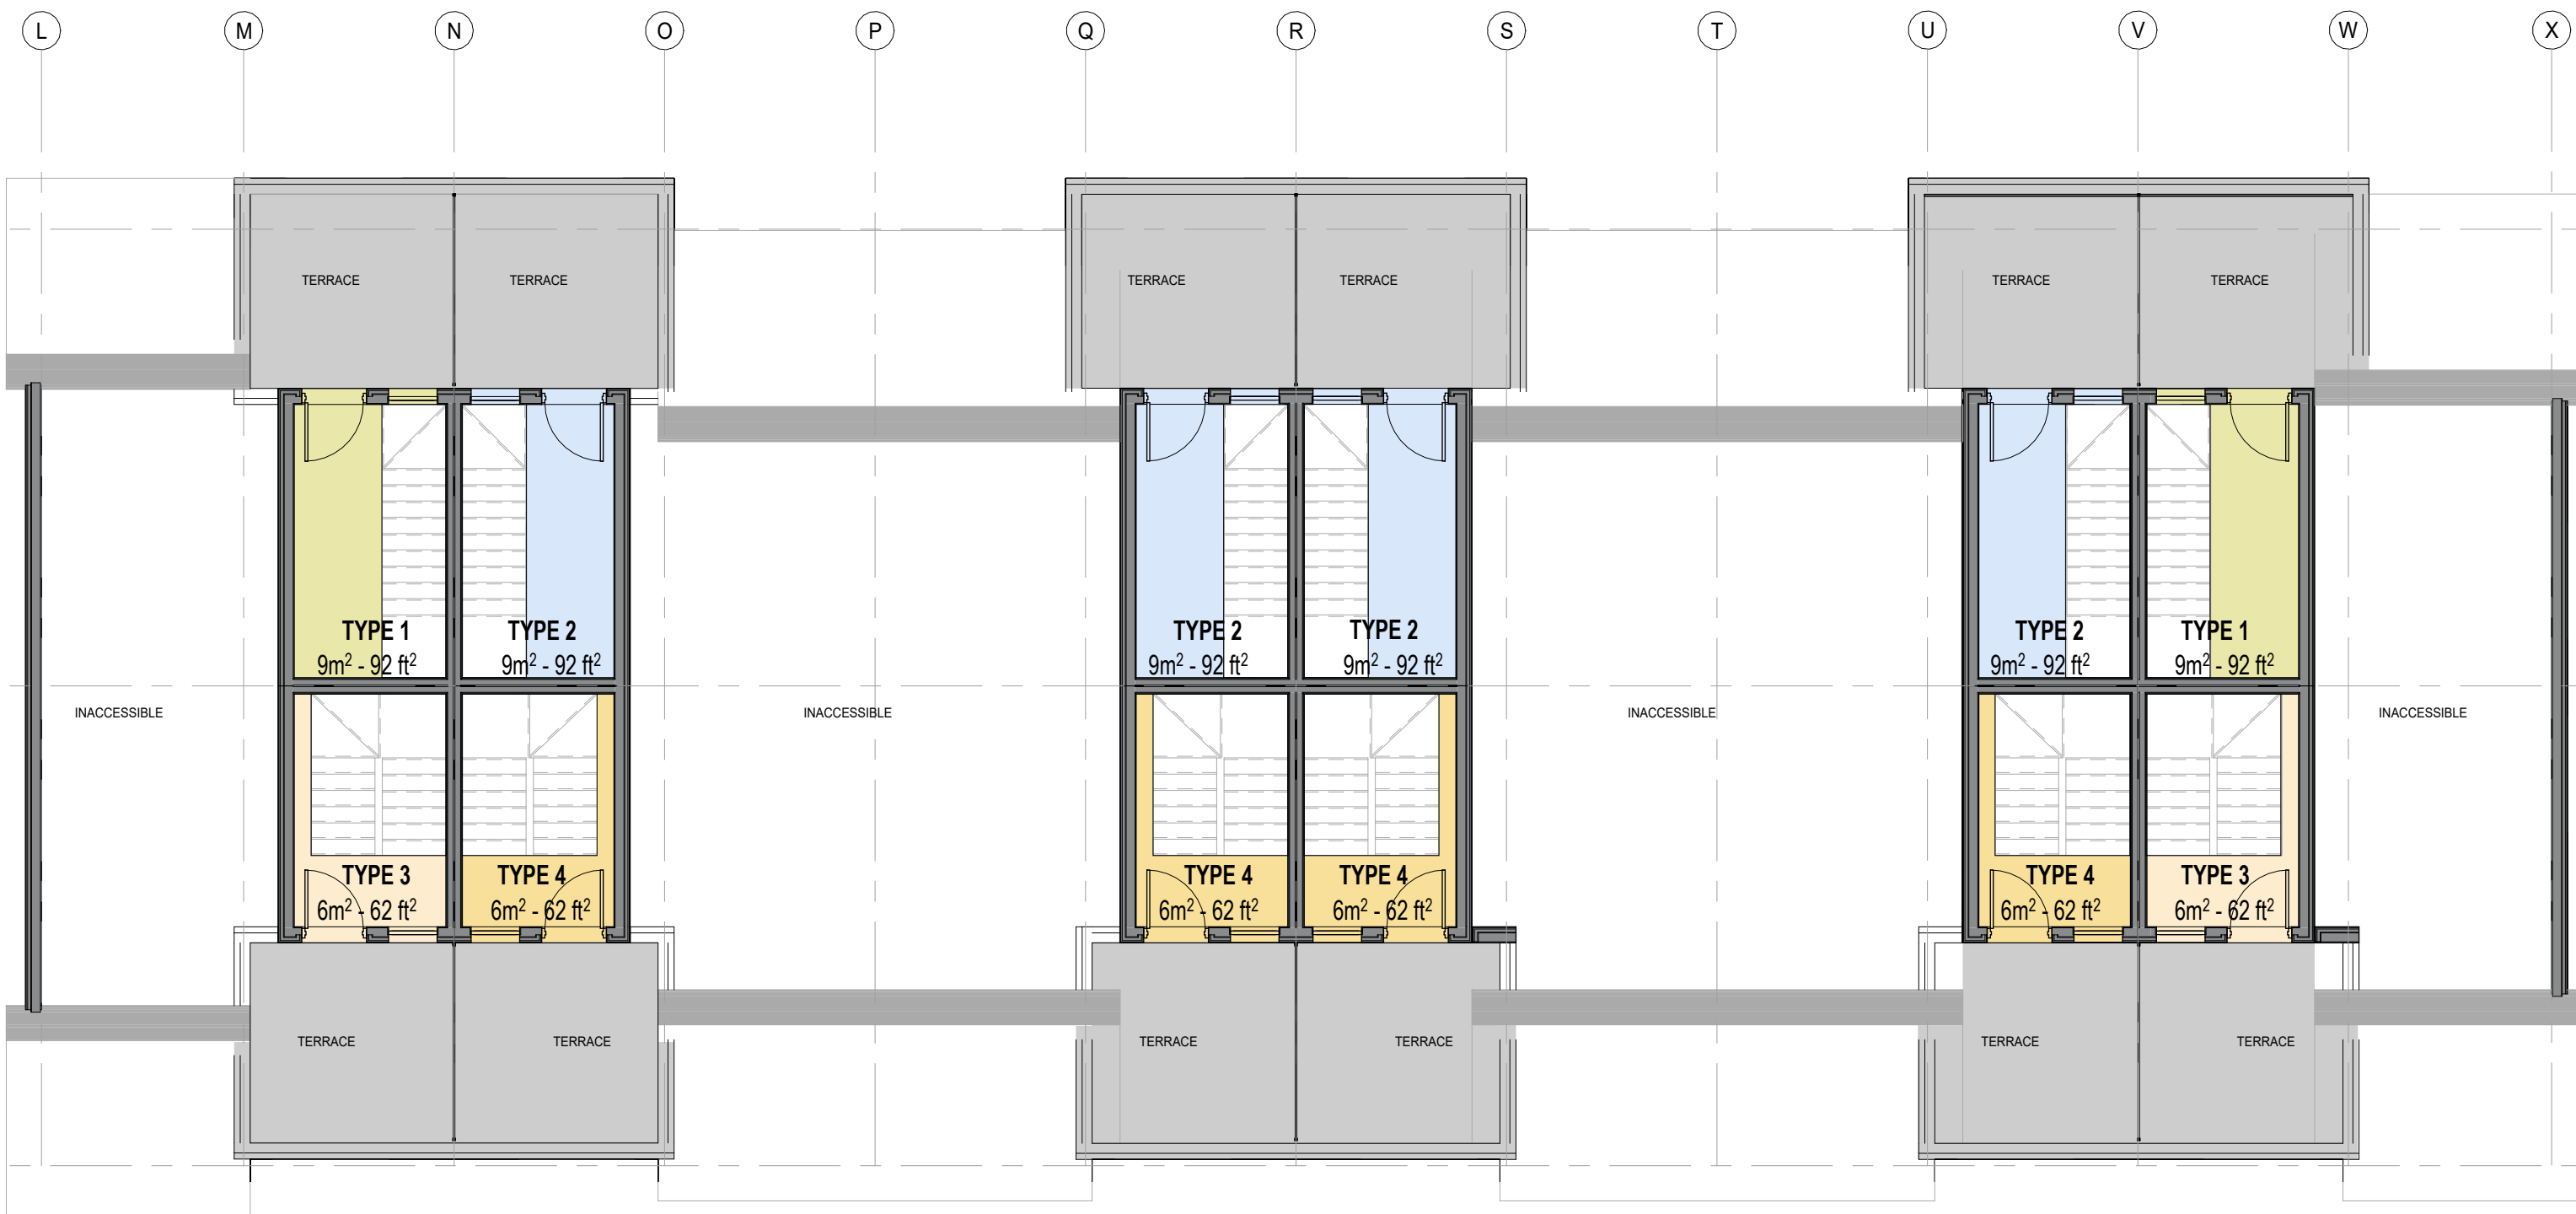 L M N O P Q R S T U V W X
TERRACE TERRACE TERRACE TERRACE TERRACE TERRACE
TYPE 1 TYPE 2 TYPE 2 TYPE 2 TYPE 2 TYPE 1
9m² - 92 ft² 9m² - 92 ft² 9m² - 92 ft² 9m² - 92 ft² 9m² - 92 ft² 9m² - 92 ft²
INACCESSIBLE INACCESSIBLE INACCESSIBLE INACCESSIBLE
TYPE 3 TYPE 4 TYPE 4 TYPE 4 TYPE 4 TYPE 3
6m² - 62 ft² 6m² - 62 ft² 6m² - 62 ft² 6m² - 62 ft² 6m² - 62 ft² 6m² - 62 ft²
TERRACE TERRACE TERRACE TERRACE TERRACE TERRACE